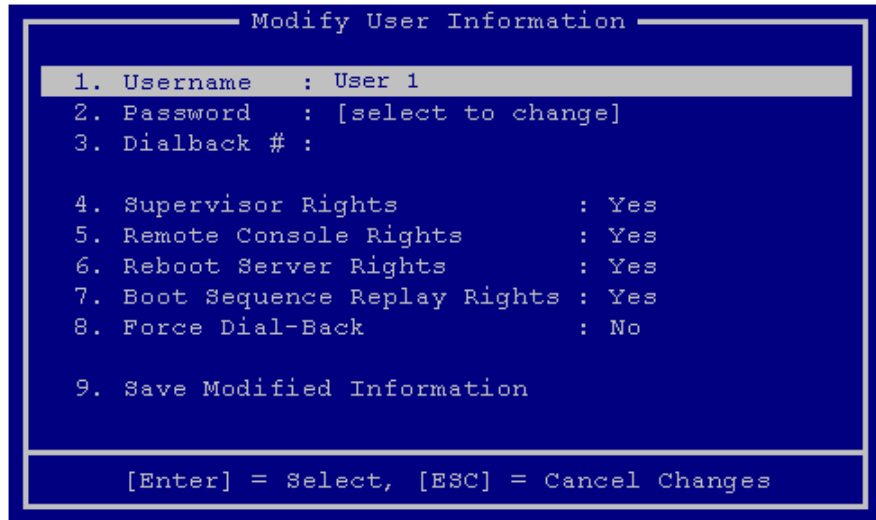 Modify User Information
1. Username : User 1
2. Password : [select to change]
3. Dialback # :
4. Supervisor Rights : Yes
5. Remote Console Rights : Yes
6. Reboot Server Rights : Yes
7. Boot Sequence Replay Rights : Yes
8. Force Dial-Back : No
9. Save Modified Information
[Enter] = Select, [ESC] = Cancel Changes